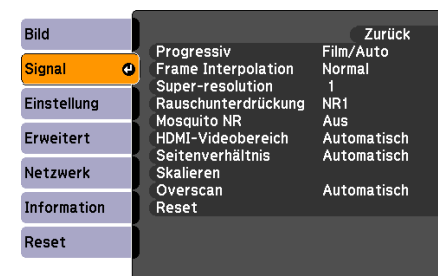 Bild
Signal
Einstellung
Erweitert
Netzwerk
Information
Reset
Zurück
Progressiv Film/Auto
Frame Interpolation Normal
Super-resolution 1
Rauschunterdrückung NR1
Mosquito NR Aus
HDMI-Videobereich Automatisch
Seitenverhältnis Automatisch
Skalieren
Overscan Automatisch
Reset